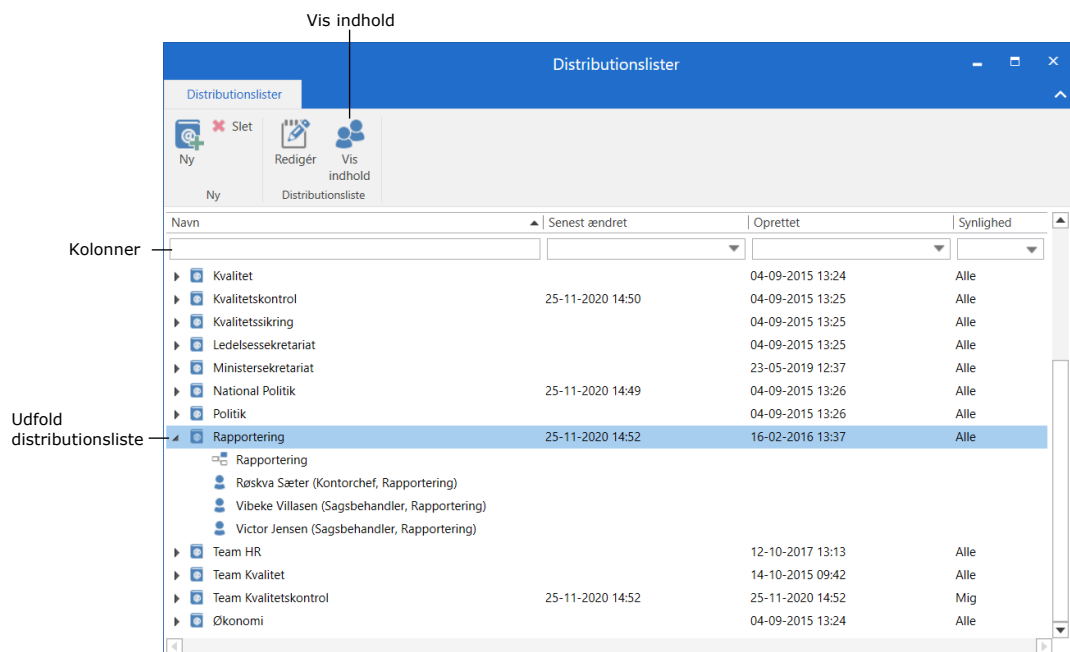 Vis indhold
Distributionslister
Distributionslister
Ny
Slet
Redigér
Vis
indhold
Ny
Distributionsliste
Navn Senest ændret Oprettet Synlighed
Kolonner
Kvalitet 04-09-2015 13:24 Alle
Kvalitetskontrol 25-11-2020 14:50 04-09-2015 13:25 Alle
Kvalitetssikring 04-09-2015 13:25 Alle
Ledelsessekretariat 04-09-2015 13:25 Alle
Ministersekretariat 23-05-2019 12:37 Alle
National Politik 25-11-2020 14:49 04-09-2015 13:26 Alle
Politik 04-09-2015 13:26 Alle
Udfold
distributionsliste
Rapportering 25-11-2020 14:52 16-02-2016 13:37 Alle
Rapportering
Røskva Sæter (Kontorchef, Rapportering)
Vibeke Villasen (Sagsbehandler, Rapportering)
Victor Jensen (Sagsbehandler, Rapportering)
Team HR 12-10-2017 13:13 Alle
Team Kvalitet 14-10-2015 09:42 Alle
Team Kvalitetskontrol 25-11-2020 14:52 25-11-2020 14:52 Mig
Økonomi 04-09-2015 13:24 Alle